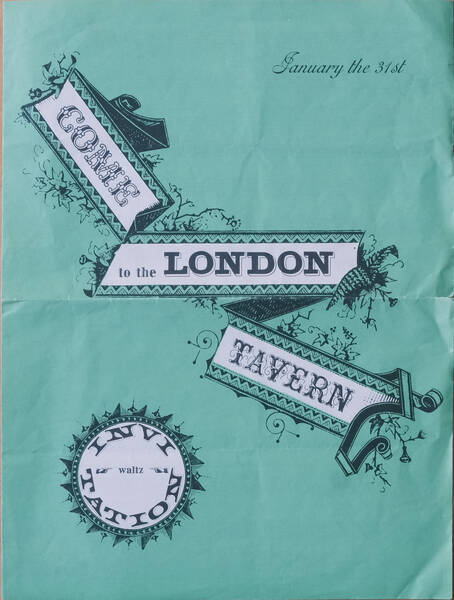 January the 31st
COME
to the LONDON
TAVERN
INVI
waltz
TATION